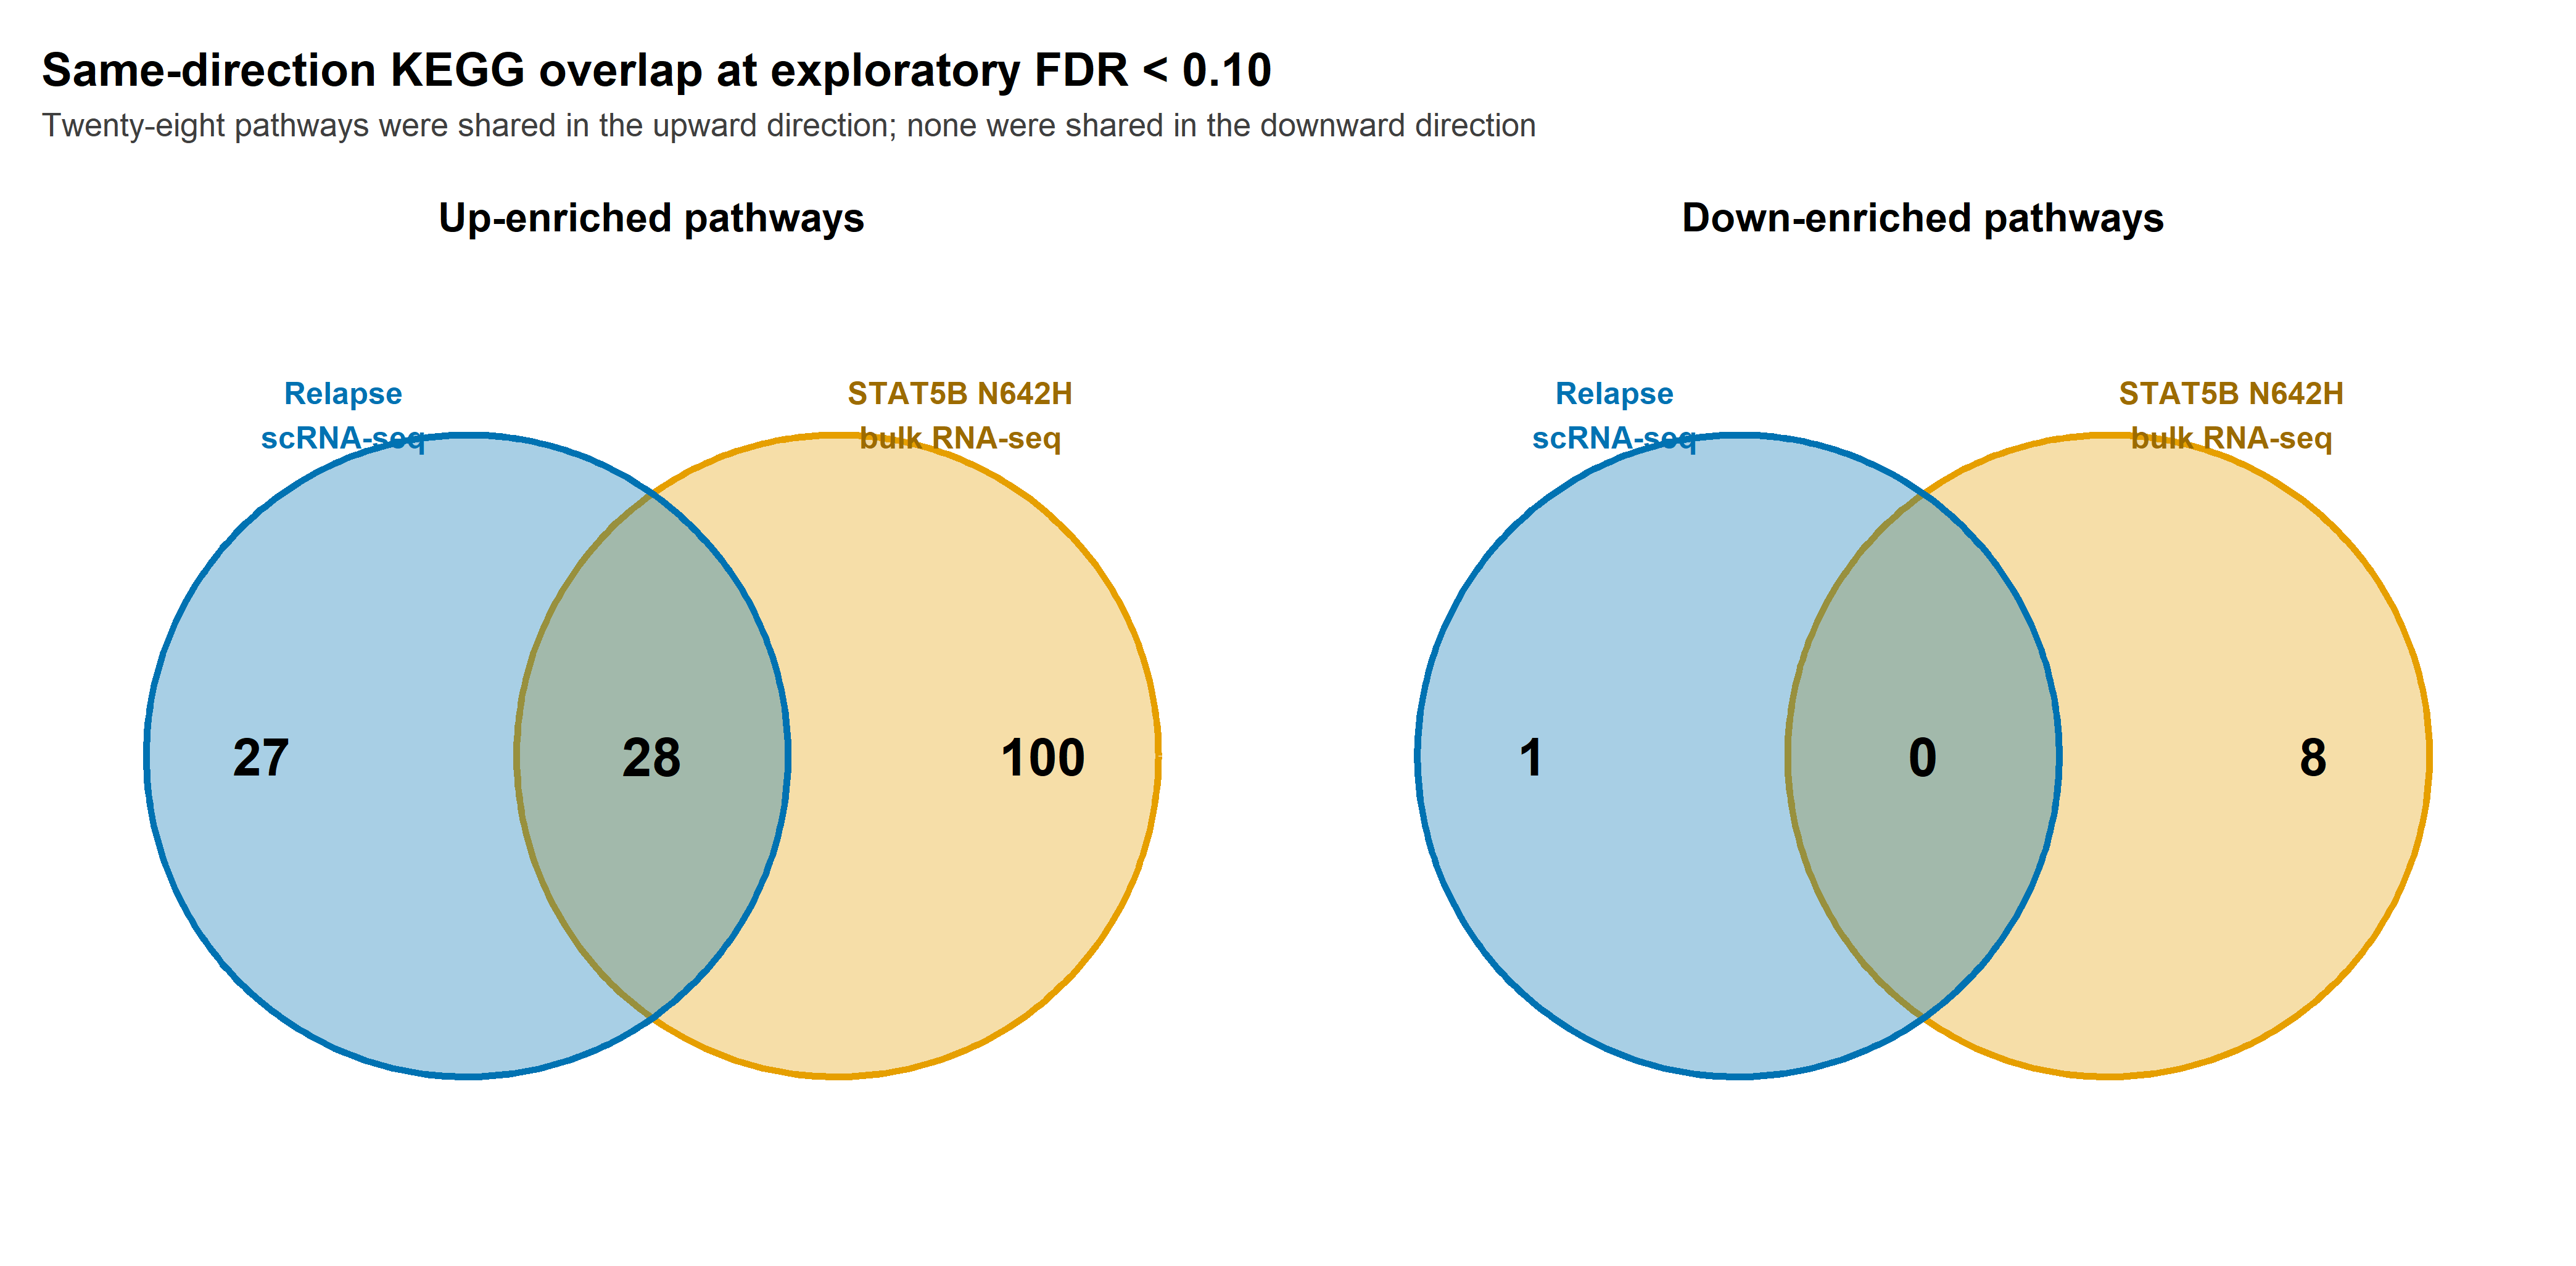 Same-direction KEGG overlap at exploratory FDR < 0.10
Twenty-eight pathways were shared in the upward direction; none were shared in the downward direction
Up-enriched pathways
Relapse
scRNA-seq
STAT5B N642H
bulk RNA-seq
27
28
100
Down-enriched pathways
Relapse
scRNA-seq
STAT5B N642H
bulk RNA-seq
1
0
8